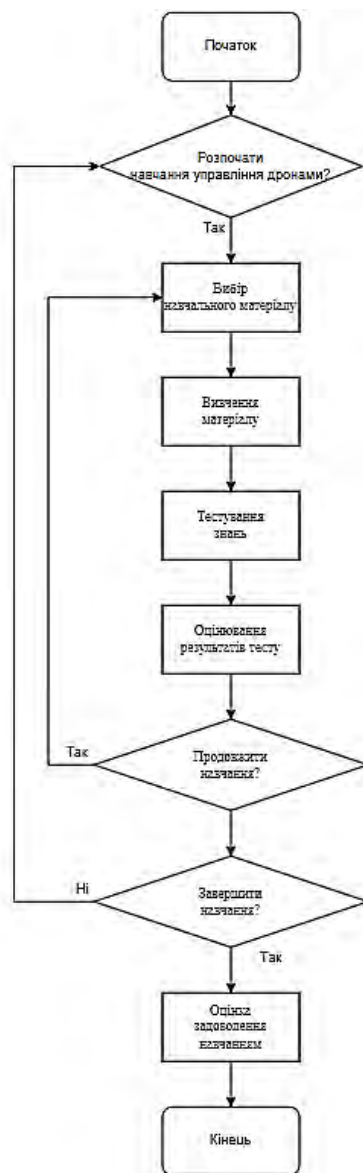 Початок
Розпочати
навчання управління дронами?
Так
Вибір
навчального матеріалу
Вивчення
матеріалу
Тестування
знань
Оцінювання
результатів тесту
Так
Продовжити
навчання?
Ні
Завершити
навчання?
Так
Оцінка
задоволення
навчанням
Кінець